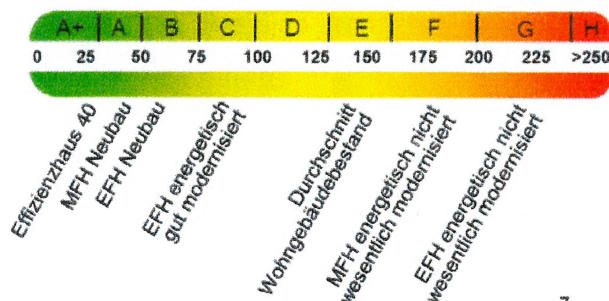 A+ A B C D E F G H
0 25 50 75 100 125 150 175 200 225 >250
Effizienzhaus 40
MFH Neubau
EFH Neubau
EFH energetisch
gut modernisiert
Durchschnitt
Wohngebäudebestand
MFH energetisch nicht
wesentlich modernisiert
EFH energetisch nicht
wesentlich modernisiert